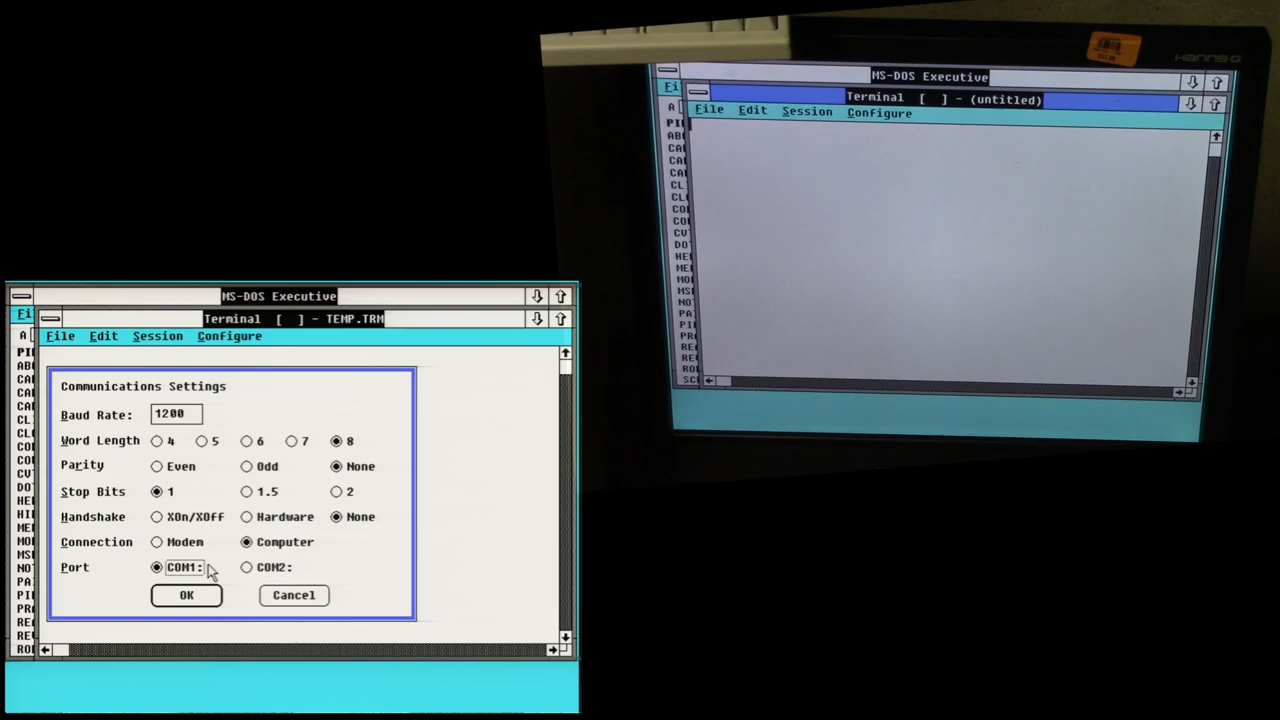 HANNS.G
MS-DOS Executive
Terminal [ ] - (untitled)
File Edit Session Configure
MS-DOS Executive
Terminal [ ] - TEMP.TRM
File Edit Session Configure
Communications Settings
Baud Rate: 1200
Word Length 4 5 6 7 8
Parity Even Odd None
Stop Bits 1 1.5 2
Handshake XOn/XOff Hardware None
Connection Modem Computer
Port COM1: COM2:
OK Cancel